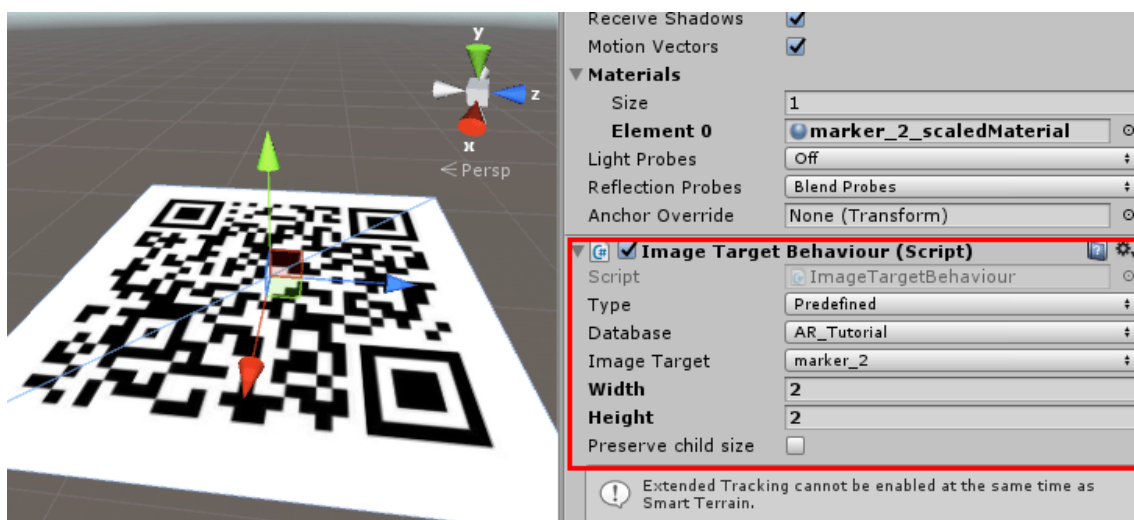 y
z
x
< Persp
Receive Shadows
Motion Vectors
Materials
Size 1
Element 0 marker_2_scaledMaterial
Light Probes Off
Reflection Probes Blend Probes
Anchor Override None (Transform)
Image Target Behaviour (Script)
Script ImageTargetBehaviour
Type Predefined
Database AR_Tutorial
Image Target marker_2
Width 2
Height 2
Preserve child size
Extended Tracking cannot be enabled at the same time as
Smart Terrain.